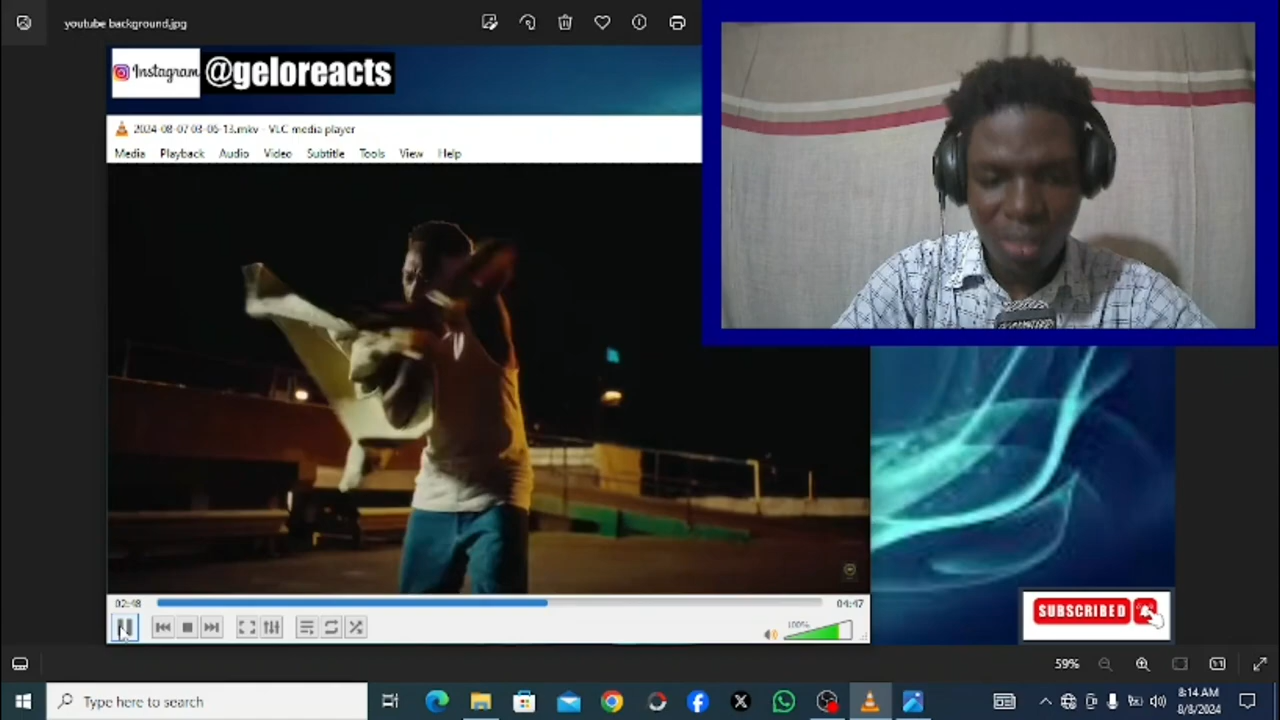 youtube background.jpg
Instagram
@geloreacts
2024-08-07 03-06-13.mkv - VLC media player
Media Playback Audio Video Subtitle Tools View Help
02:48
04:47
100%
SUBSCRIBED
59%
Type here to search
8:14 AM
8/8/2024